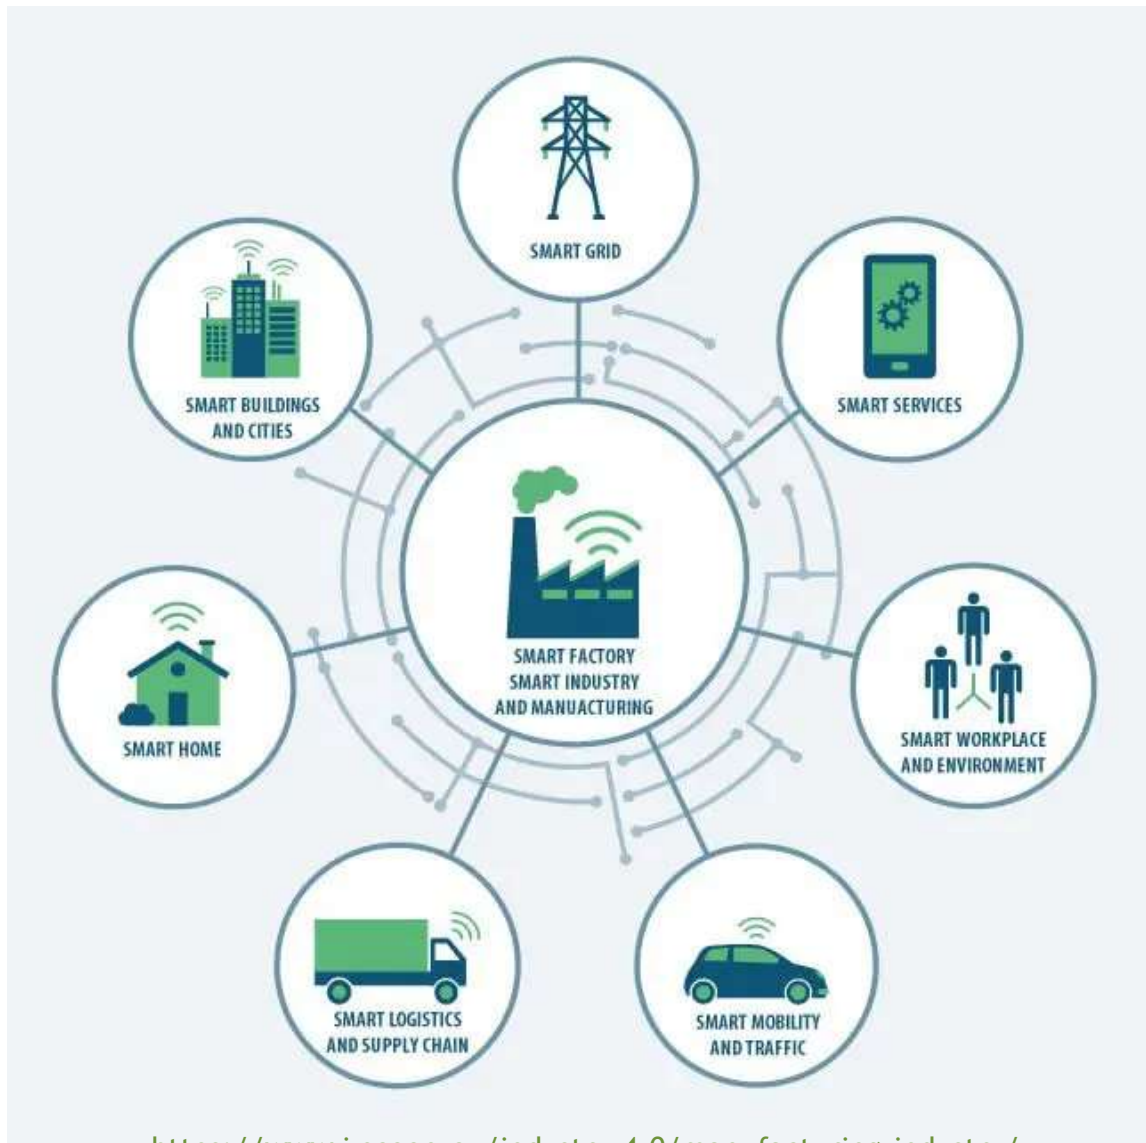 SMART GRID
SMART BUILDINGS
AND CITIES
SMART SERVICES
SMART FACTORY
SMART INDUSTRY
AND MANUACTURING
SMART HOME
SMART WORKPLACE
AND ENVIRONMENT
SMART LOGISTICS
AND SUPPLY CHAIN
SMART MOBILITY
AND TRAFFIC